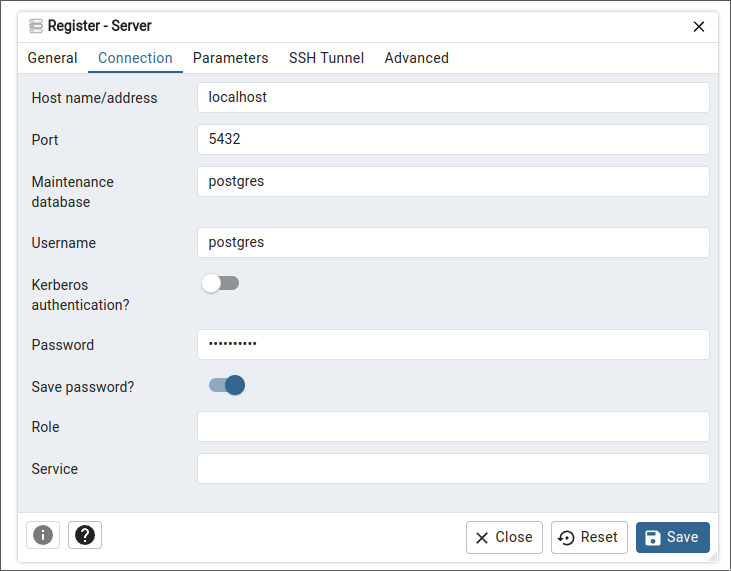 Register - Server
General Connection Parameters SSH Tunnel Advanced
Host name/address localhost
Port 5432
Maintenance database postgres
Username postgres
Kerberos authentication?
Password ••••••••••
Save password?
Role
Service
Close Reset Save